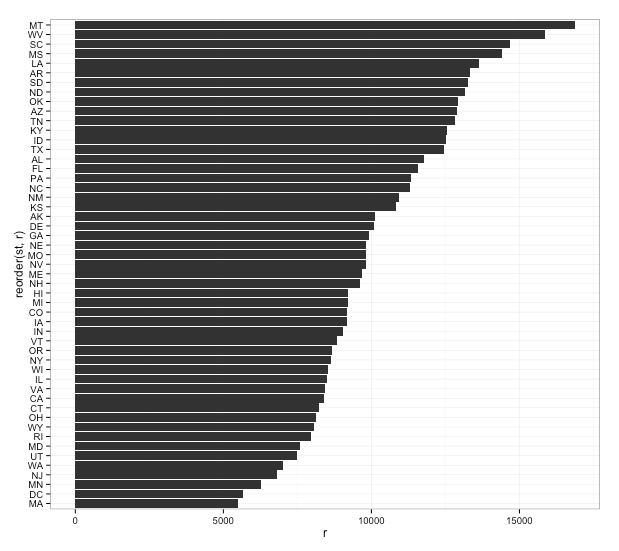 MT
WV
SC
MS
LA
AR
SD
ND
OK
AZ
TN
KY
ID
TX
AL
FL
PA
NC
NM
KS
AK
DE
GA
NE
MO
NV
ME
NH
HI
MI
CO
IA
IN
VT
OR
NY
WI
IL
VA
CA
CT
OH
WY
RI
MD
UT
WA
NJ
MN
DC
MA
reorder(st, r)
0 5000 10000 15000
r